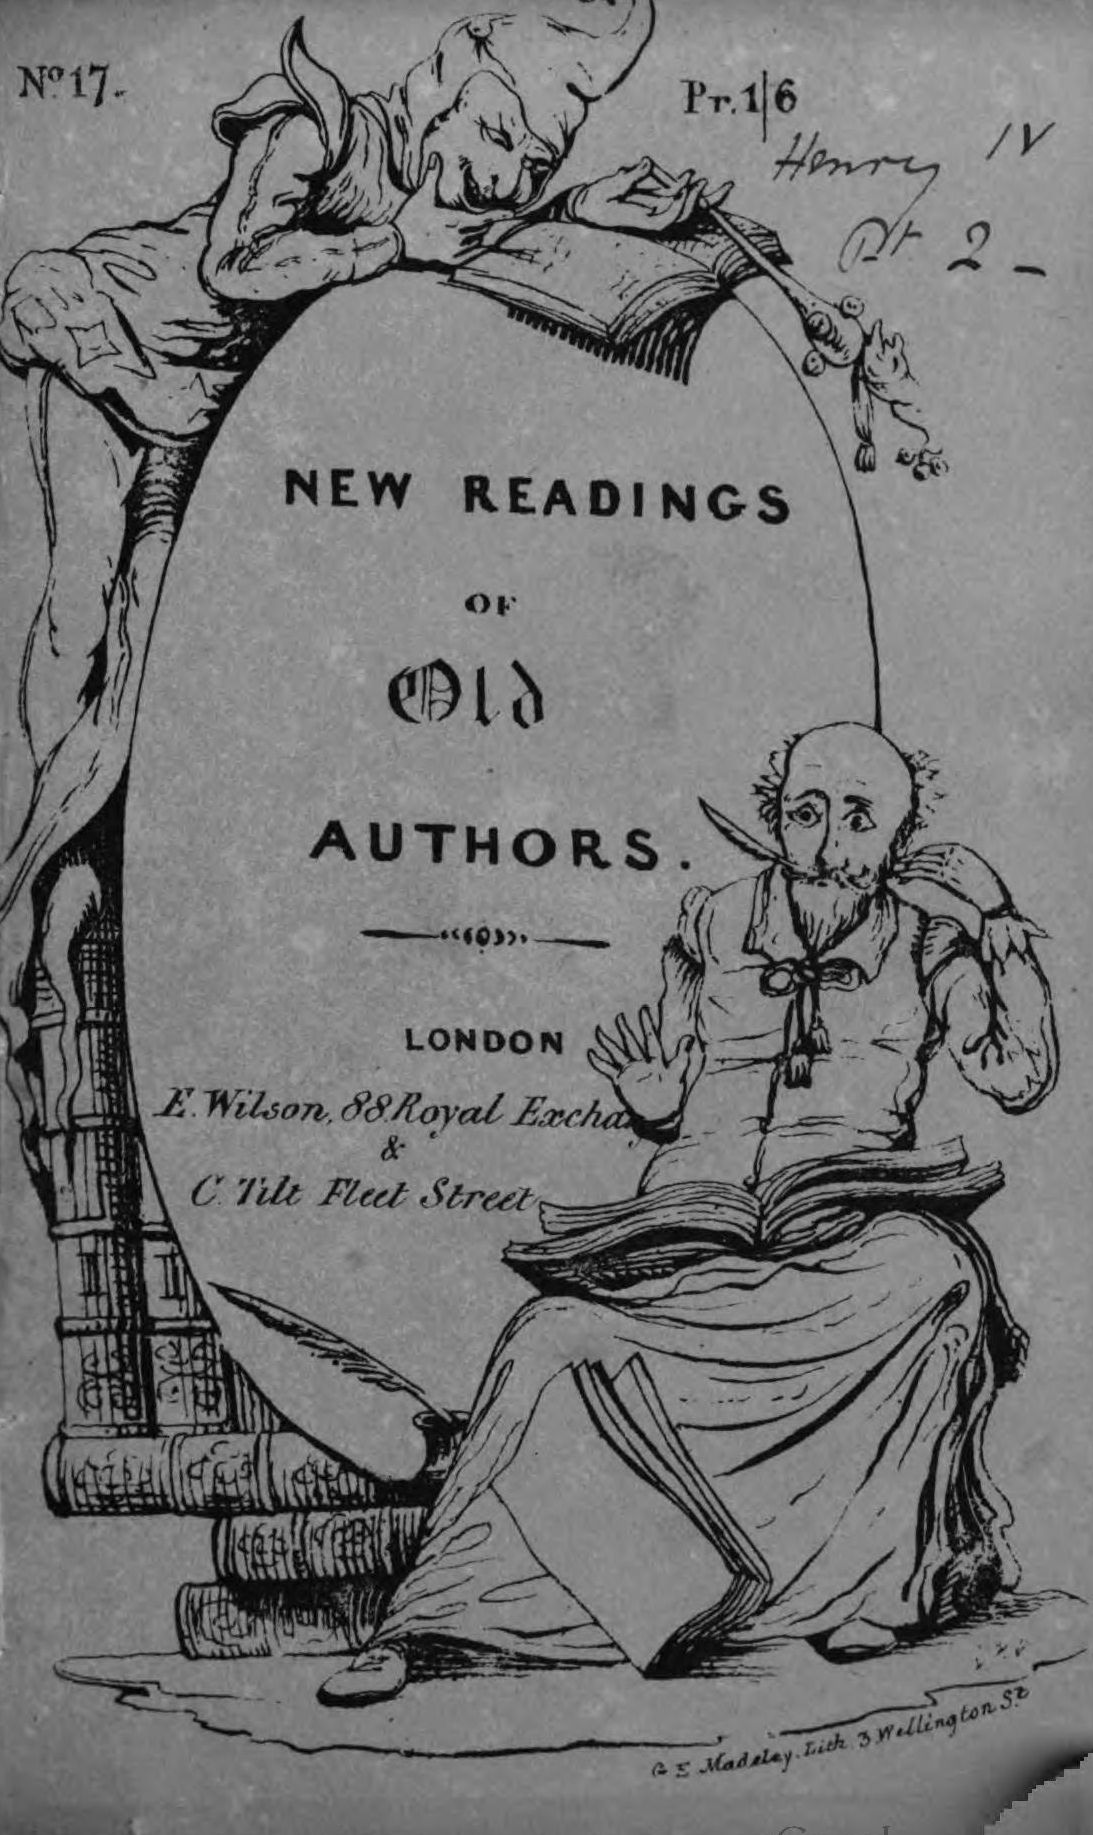 No. 17.
Pr. 1/6
Henry IV
Pt 2 -
NEW READINGS
OF
Old
AUTHORS.
LONDON
E. Wilson, 88 Royal Excha
&
C. Tilt Fleet Street
G E Madeley. Lith. 3 Wellington St